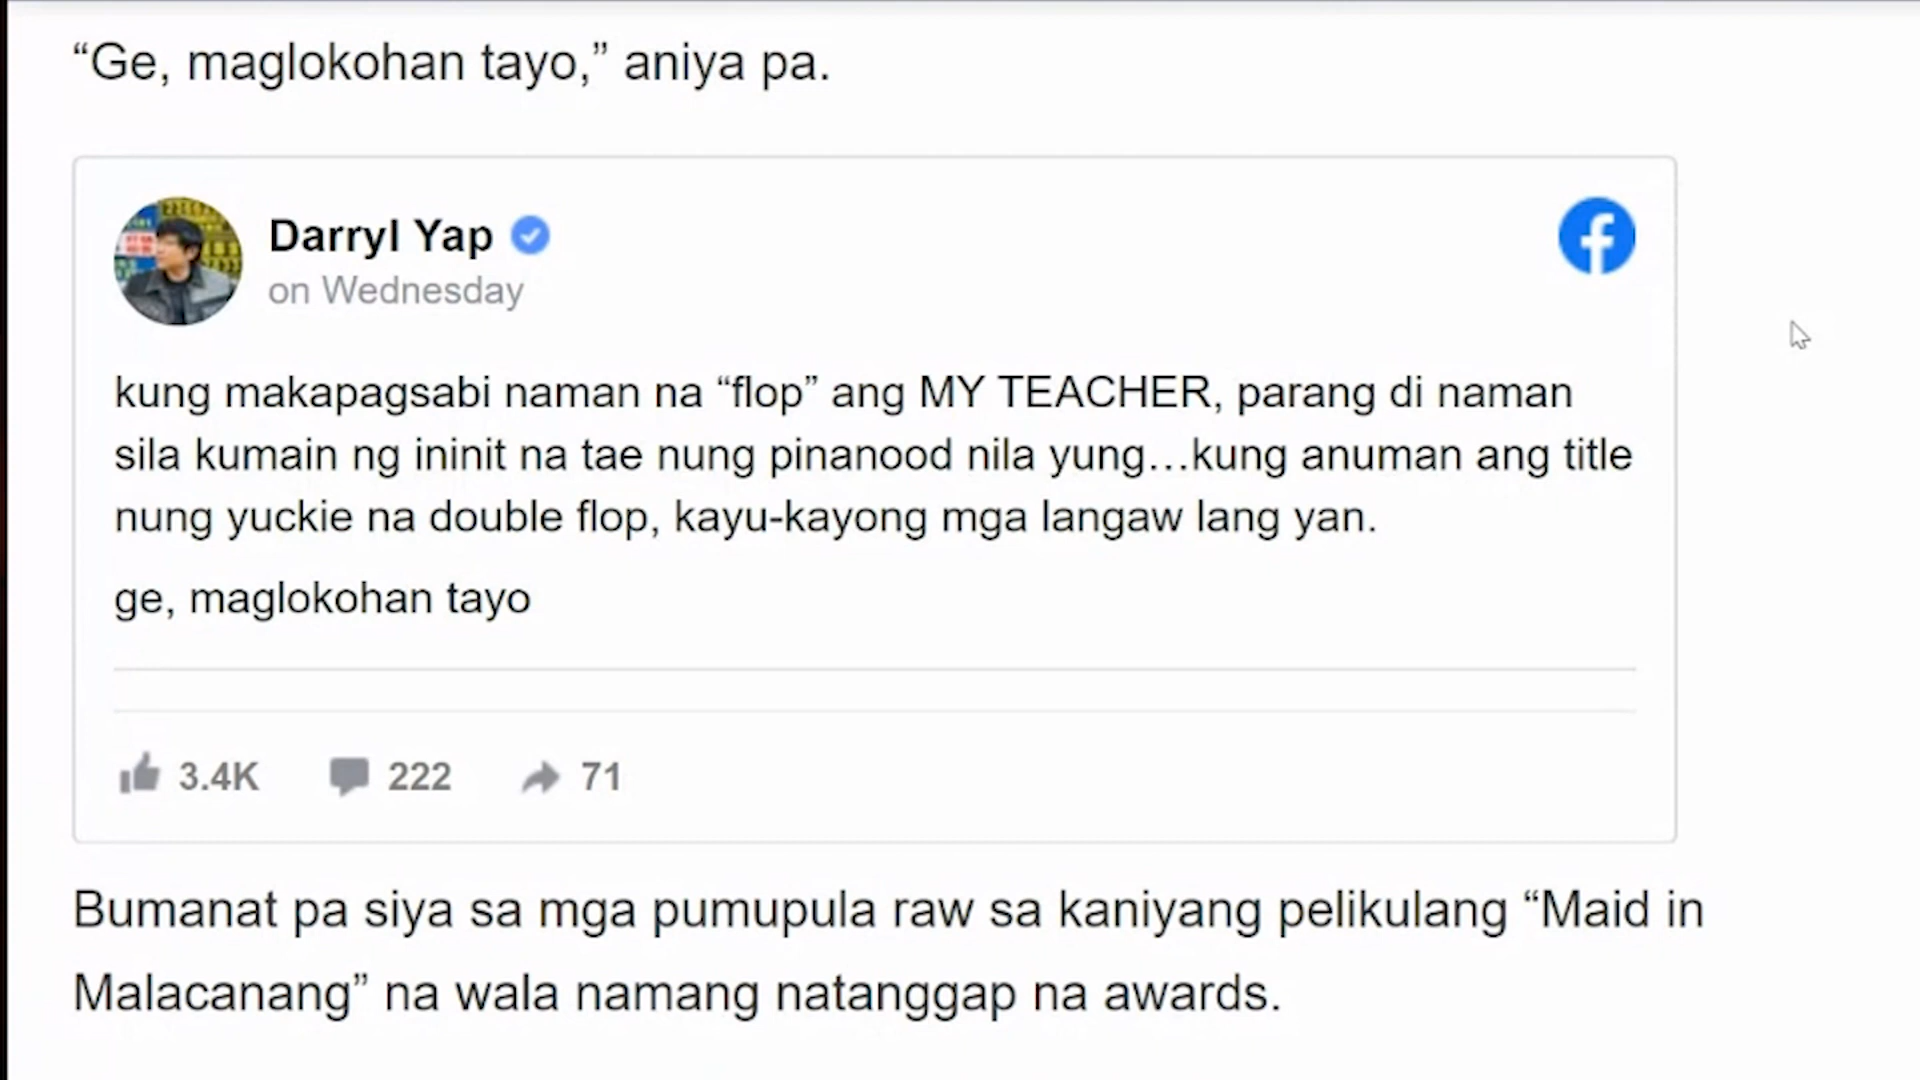 “Ge, maglokohan tayo,” aniya pa.
Darryl Yap
on Wednesday
kung makapagsabi naman na “flop” ang MY TEACHER, parang di naman
sila kumain ng ininit na tae nung pinanood nila yung...kung anuman ang title
nung yuckie na double flop, kayu-kayong mga langaw lang yan.
ge, maglokohan tayo
3.4K 222 71
Bumanat pa siya sa mga pumupula raw sa kaniyang pelikulang “Maid in
Malacanang” na wala namang natanggap na awards.